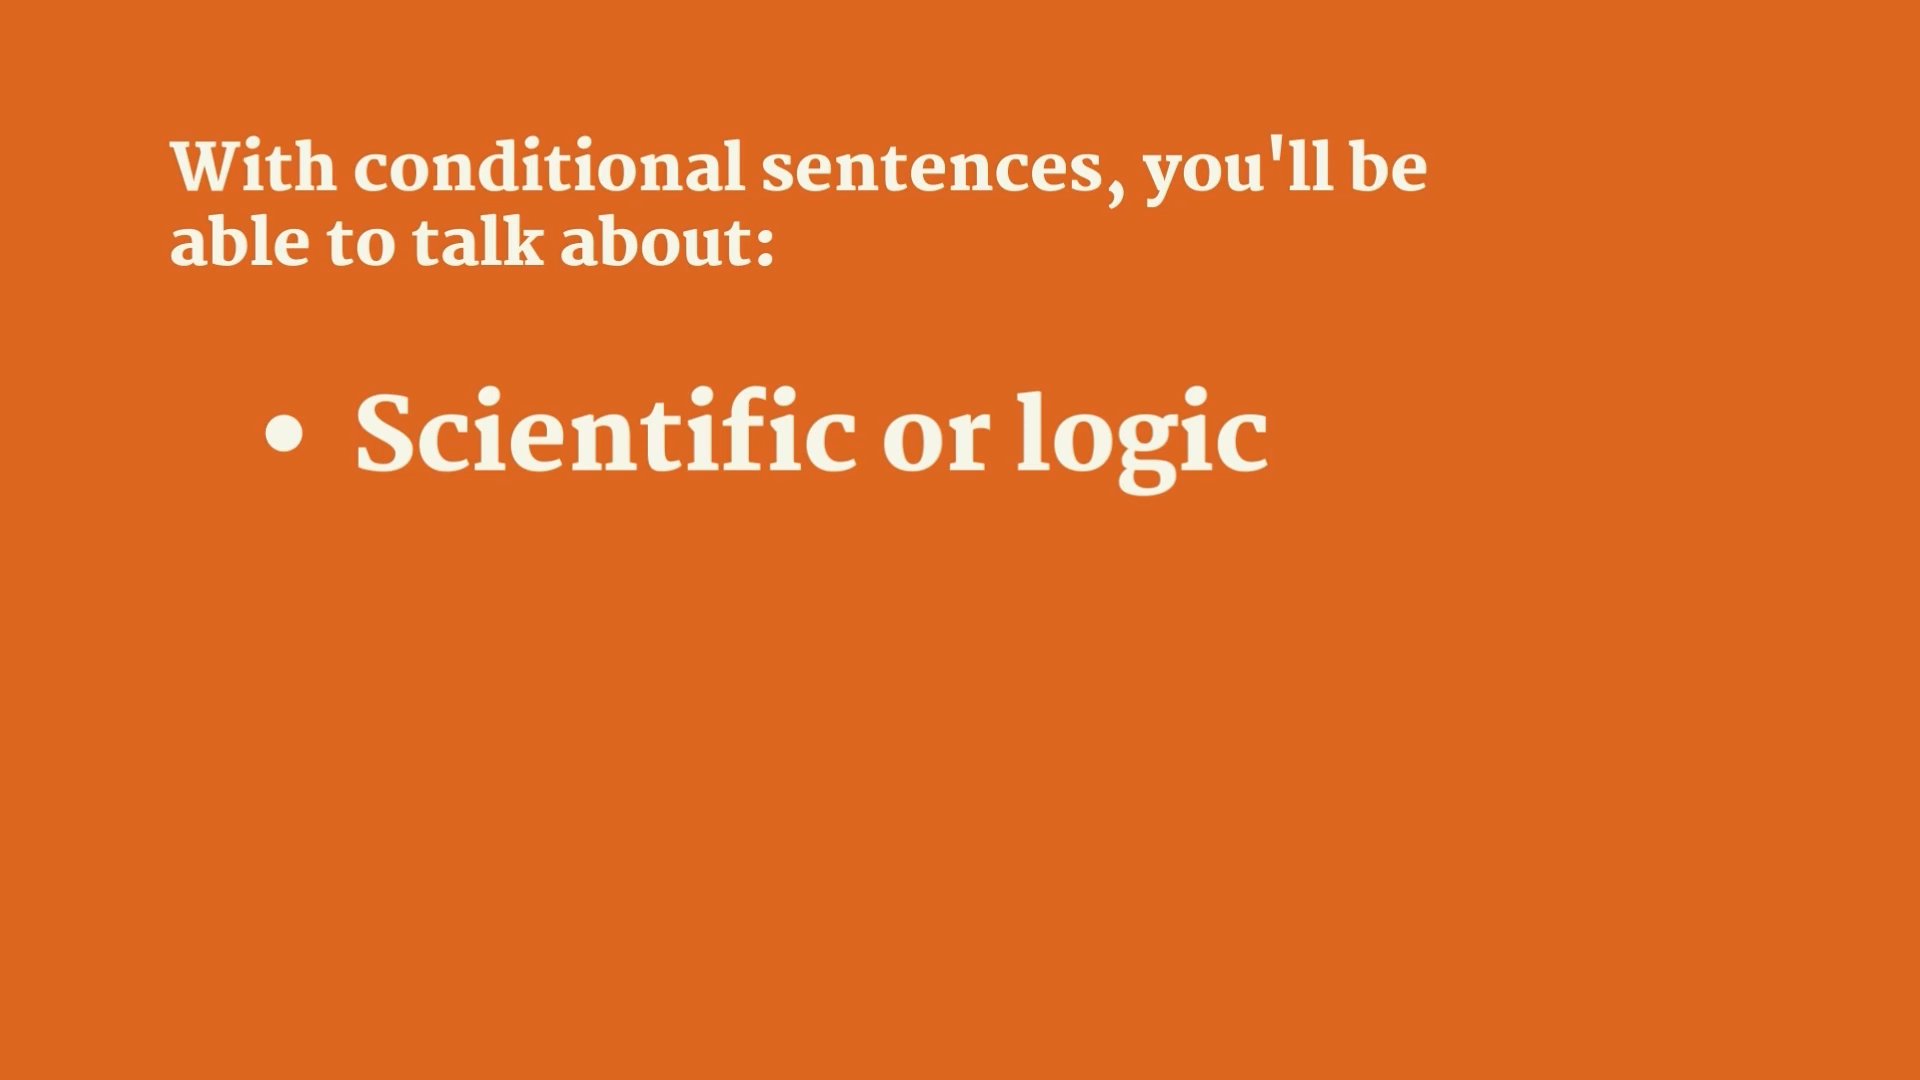 With conditional sentences, you'll be
able to talk about:
• Scientific or logic